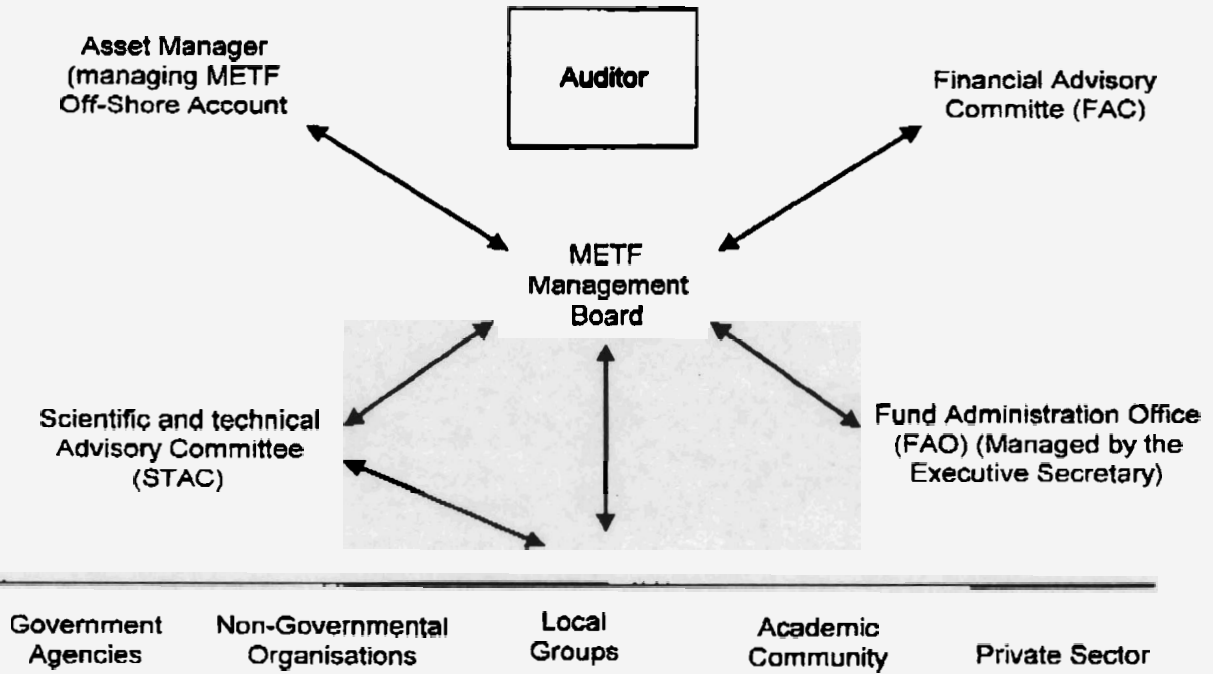 Asset Manager
(managing METF
Off-Shore Account
Auditor
Financial Advisory
Committe (FAC)
METF
Management
Board
Scientific and technical
Advisory Committee
(STAC)
Fund Administration Office
(FAO) (Managed by the
Executive Secretary)
Government
Agencies
Non-Governmental
Organisations
Local
Groups
Academic
Community
Private Sector